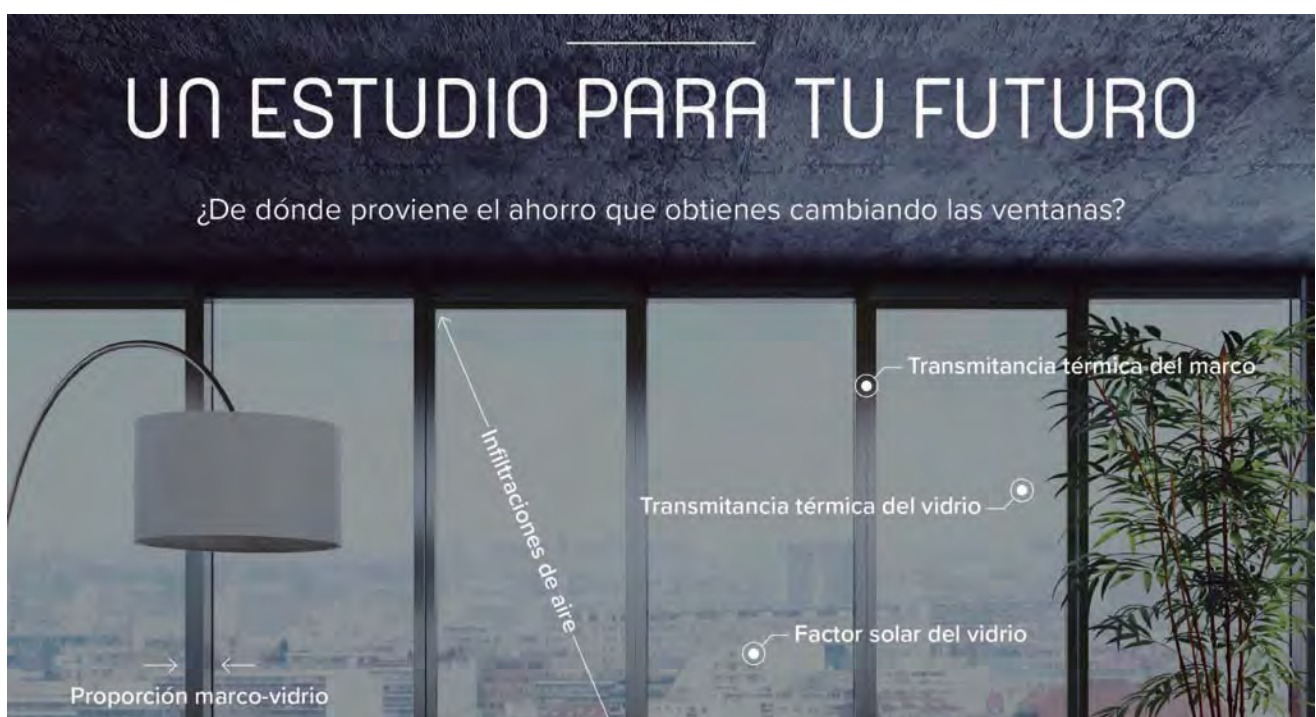 UN ESTUDIO PARA TU FUTURO
¿De dónde proviene el ahorro que obtienes cambiando las ventanas?
Transmitancia térmica del marco
Infiltraciones de aire
Transmitancia térmica del vidrio
Factor solar del vidrio
Proporción marco-vidrio